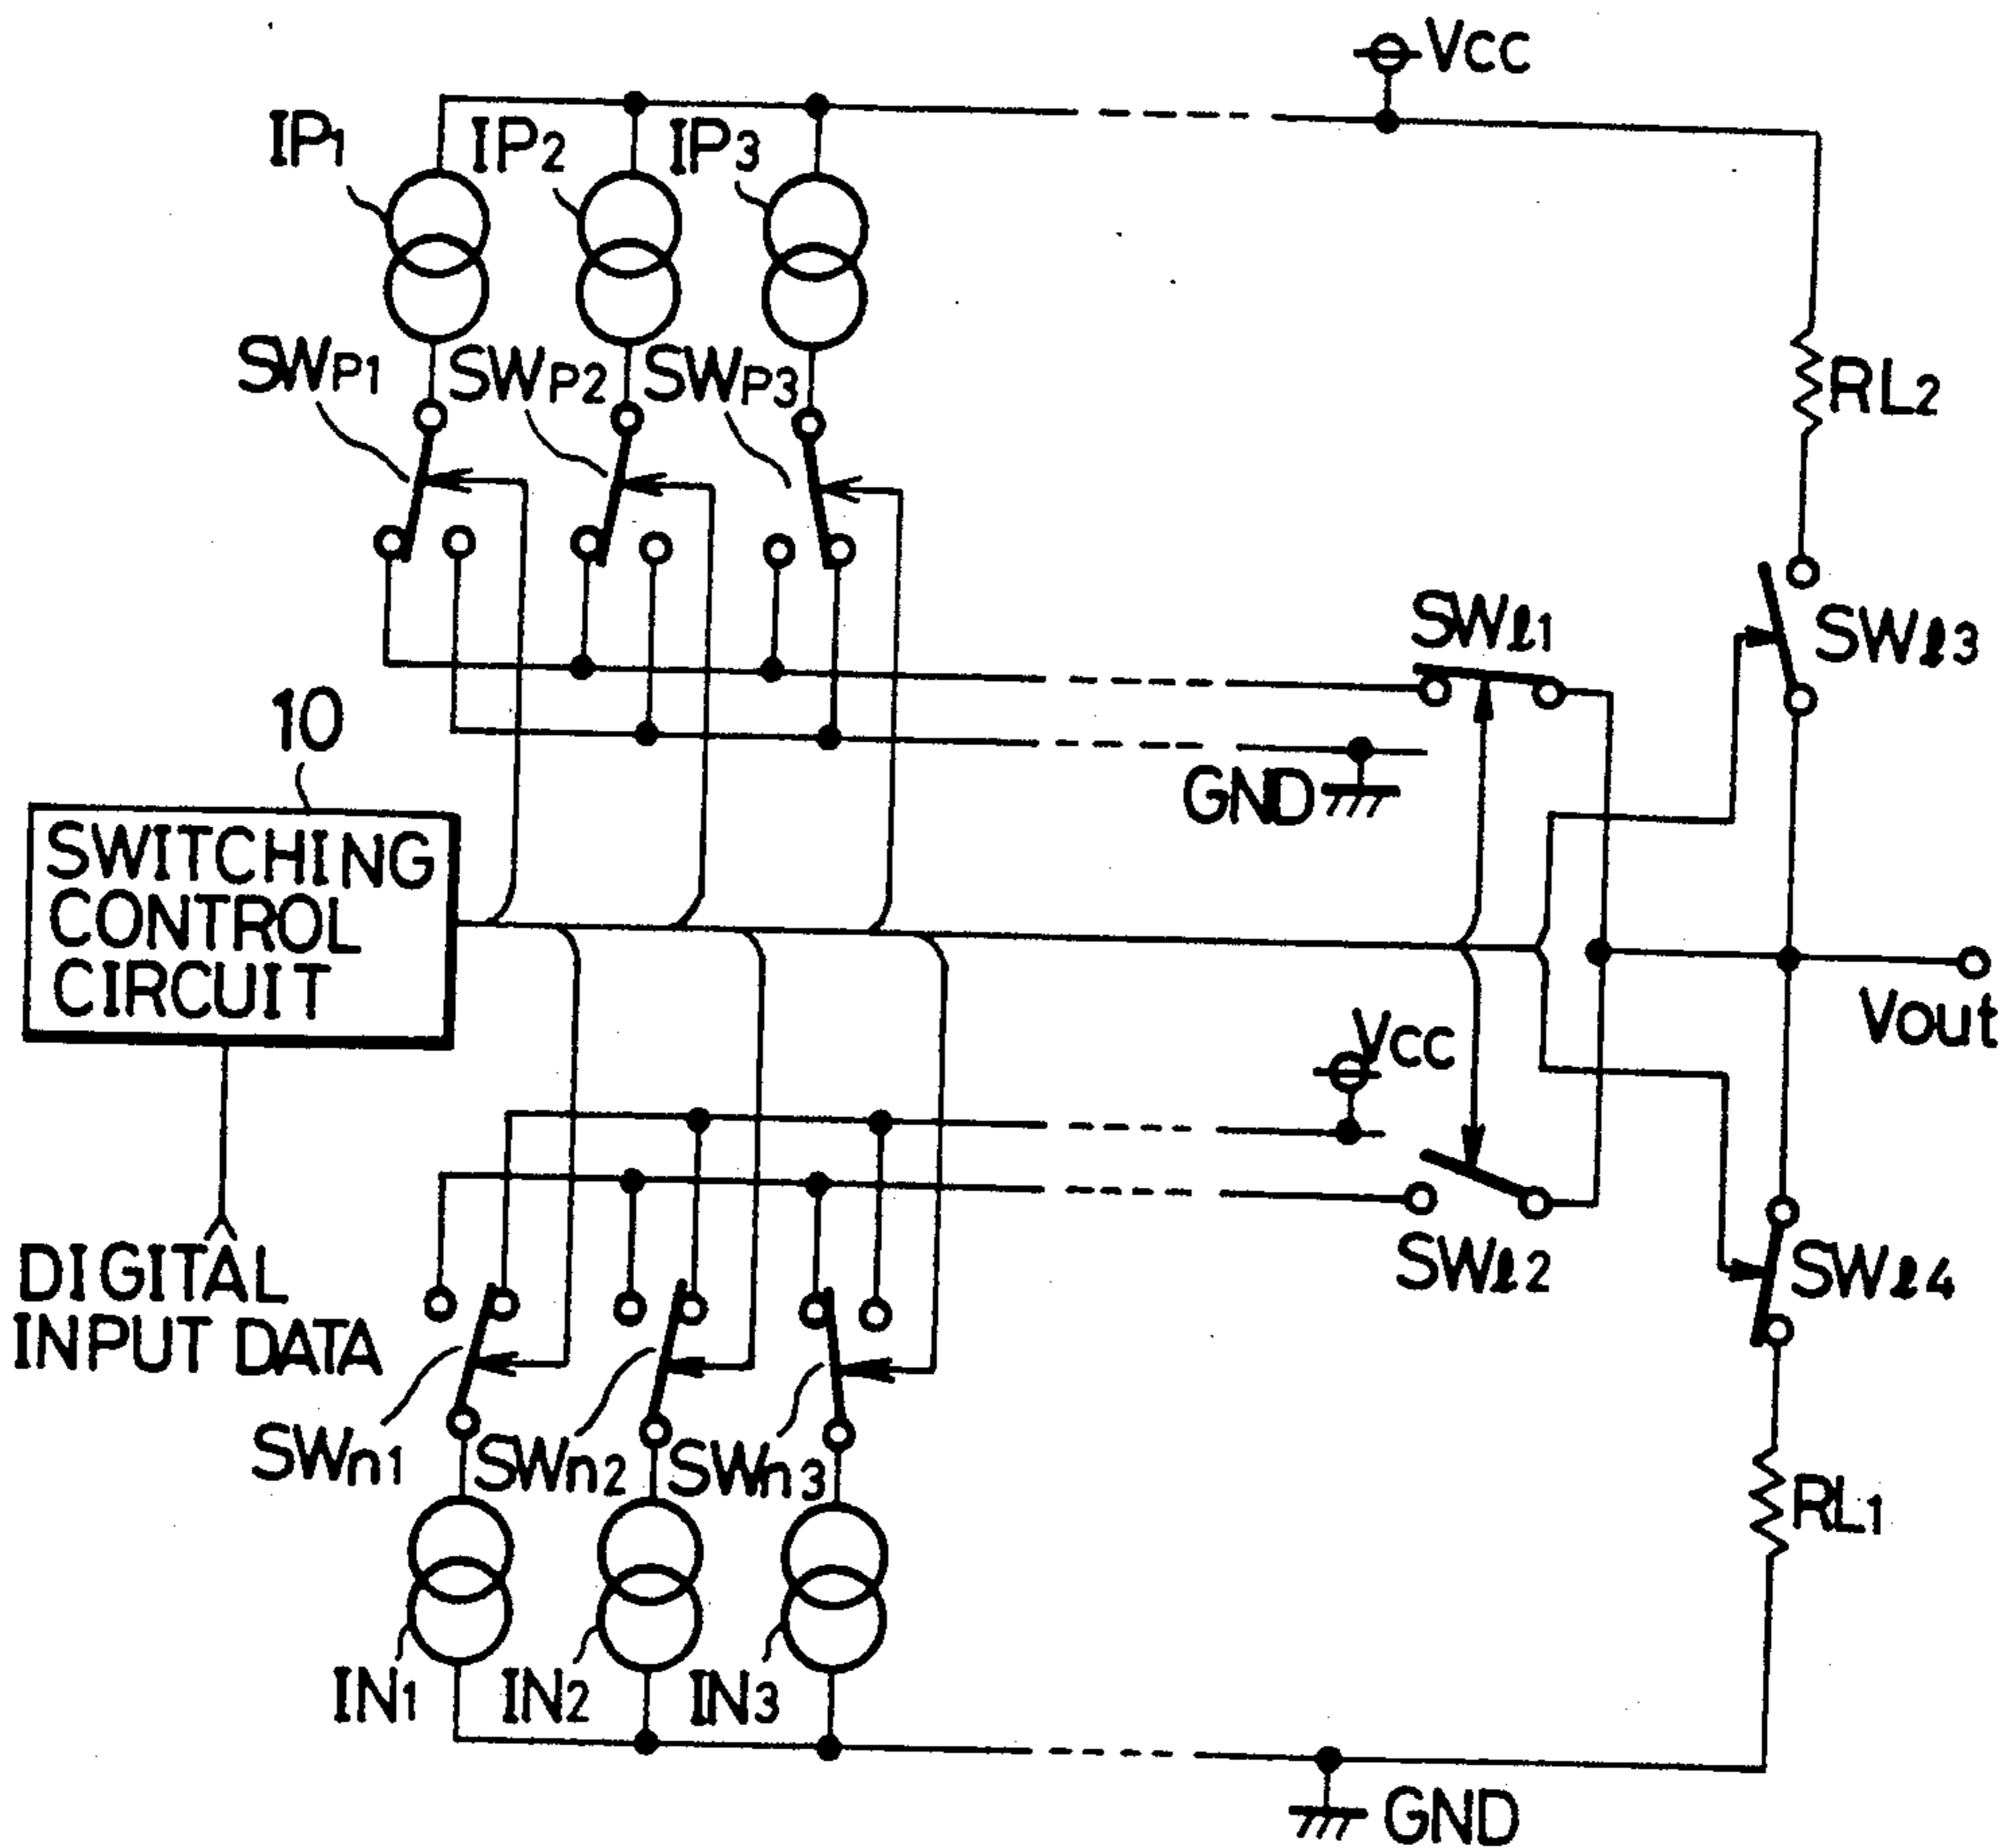 Vcc
IP1
IP2
IP3
SWP1
SWP2
SWP3
RL2
SWℓ1
SWℓ3
10
GND
SWITCHING
CONTROL
CIRCUIT
Vout
Vcc
DIGITAL
INPUT DATA
SWℓ2
SWℓ4
SWn1
SWn2
SWn3
RL1
IN1
IN2
IN3
GND